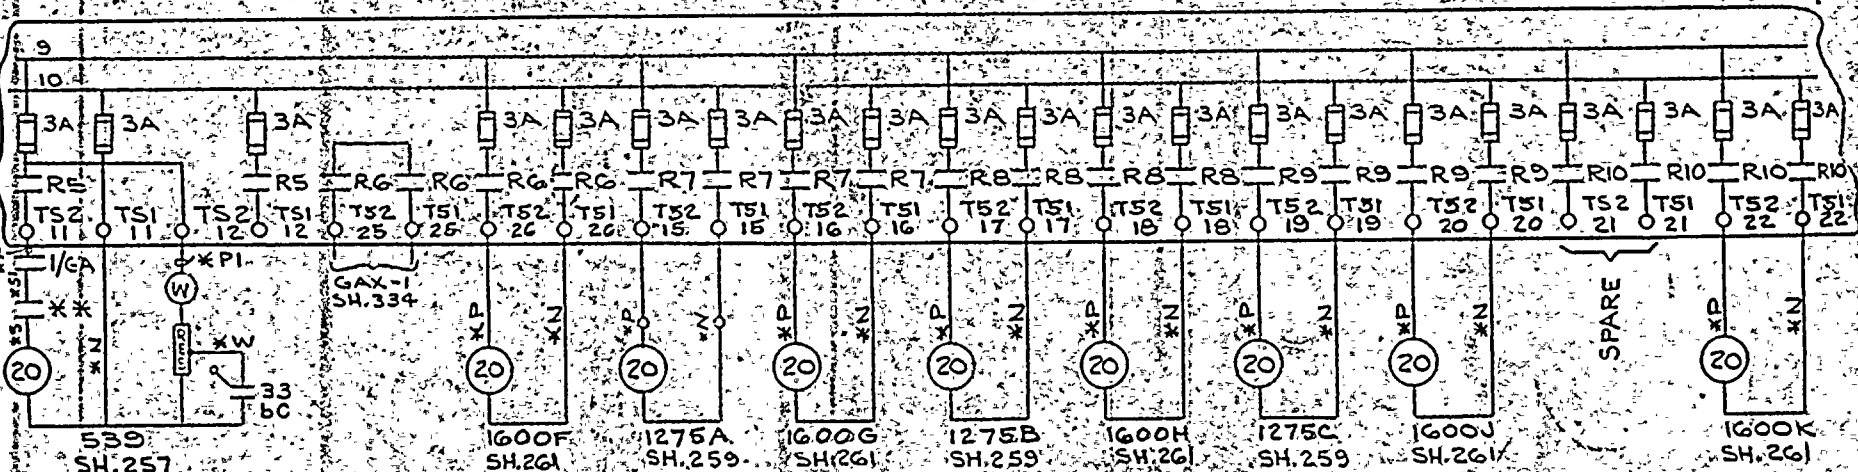 9
10
3A 3A 3A 3A 3A 3A 3A 3A 3A 3A 3A 3A 3A 3A 3A 3A 3A 3A 3A 3A 3A
R5 R5 R6 R6 R6 R6 R7 R7 R7 R7 R8 R8 R8 R8 R9 R9 R9 R9 R10 R10 R10 R10
TS2 TS1 TS2 TS1 TS2 TS1 TS2 TS1 TS2 TS1 TS2 TS1 TS2 TS1 TS2 TS1 TS2 TS1 TS2 TS1 TS2 TS1 TS2 TS1
11 11 12 12 25 25 26 26 15 15 16 16 17 17 18 18 19 19 20 20 21 21 22 22
*P1
W
GAX-1
SH.334
**
*S1
*S
*N
*W
33
bC
*P *N *P *N *P *N *P *N *P *N *P *N *P *N *P *N
SPARE
20 20 20 20 20 20 20 20 20
539 1600F 1275A 1600G 1275B 1600H 1275C 1600J 1600K
SH.257 SH.261 SH.259 SH.261 SH.259 SH.261 SH.259 SH.261 SH.261